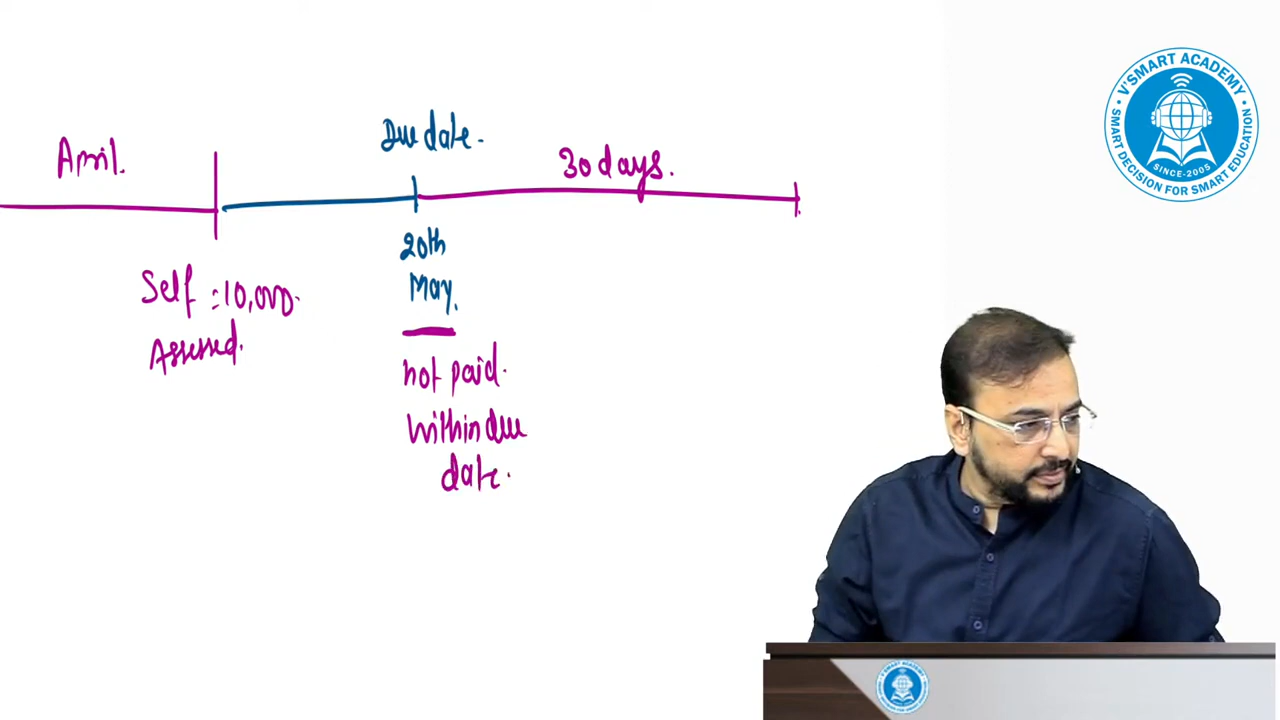 April.
Due date.
30 days.
20th
May.
Self = 10,000.
Assessed.
not paid.
within due
date.
V'SMART ACADEMY
SINCE-2005
SMART DECISION FOR SMART EDUCATION